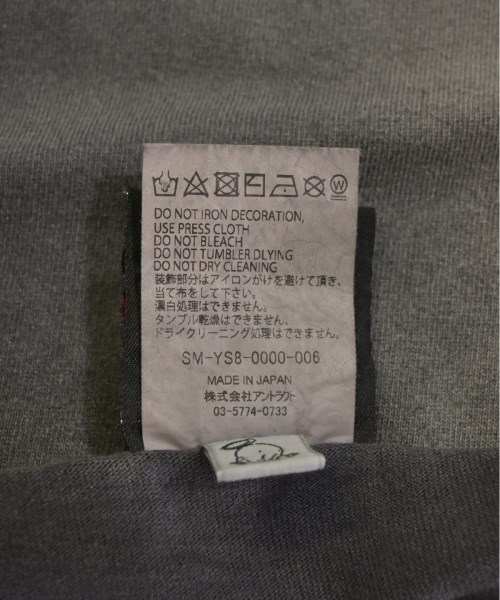 DO NOT IRON DECORATION,
USE PRESS CLOTH
DO NOT BLEACH
DO NOT TUMBLER DLYING
DO NOT DRY CLEANING
装飾部分はアイロンがけを避けて頂き、
当て布をして下さい。
漂白処理はできません。
タンブル乾燥はできません。
ドライクリーニング処理はできません。
SM-YS8-0000-006
MADE IN JAPAN
株式会社アントラクト
03-5774-0733